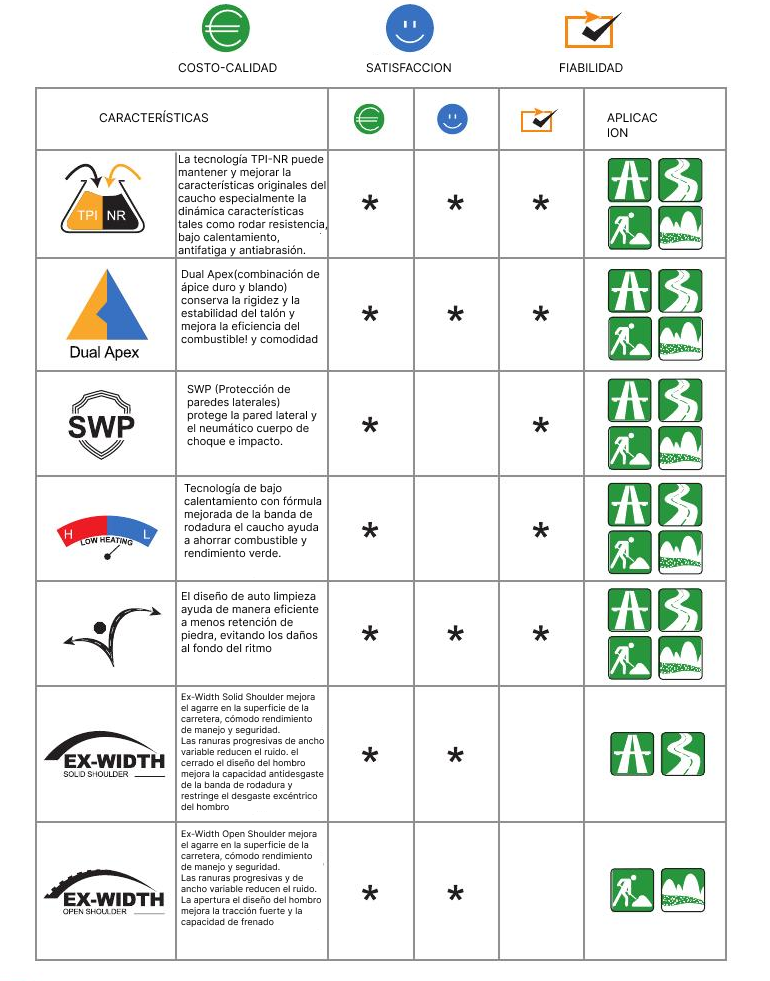 COSTO-CALIDAD
SATISFACCION
FIABILIDAD
CARACTERÍSTICAS
APLICAC
ION
TPI NR
La tecnología TPI-NR puede
mantener y mejorar la
características originales del
caucho especialmente la
dinámica características
tales como rodar resistencia,
bajo calentamiento,
antifatiga y antiabrasión.
* * *
Dual Apex
Dual Apex(combinación de
ápice duro y blando)
conserva la rigidez y la
estabilidad del talón y
mejora la eficiencia del
combustible! y comodidad
* * *
SWP
SWP (Protección de
paredes laterales)
protege la pared lateral y
el neumático cuerpo de
choque e impacto.
* *
H L
LOW HEATING
Tecnología de bajo
calentamiento con fórmula
mejorada de la banda de
rodadura el caucho ayuda
a ahorrar combustible y
rendimiento verde.
* *
El diseño de auto limpieza
ayuda de manera eficiente
a menos retención de
piedra, evitando los daños
al fondo del ritmo
* * *
EX-WIDTH
SOLID SHOULDER
Ex-Width Solid Shoulder mejora
el agarre en la superficie de la
carretera, cómodo rendimiento
de manejo y seguridad.
Las ranuras progresivas de ancho
variable reducen el ruido. el
cerrado el diseño del hombro
mejora la capacidad antidesgaste
de la banda de rodadura y
restringe el desgaste excéntrico
del hombro
* *
EX-WIDTH
OPEN SHOULDER
Ex-Width Open Shoulder mejora
el agarre en la superficie de la
carretera, cómodo rendimiento
de manejo y seguridad.
Las ranuras progresivas y de
ancho variable reducen el ruido.
La apertura el diseño del hombro
mejora la tracción fuerte y la
capacidad de frenado
* *